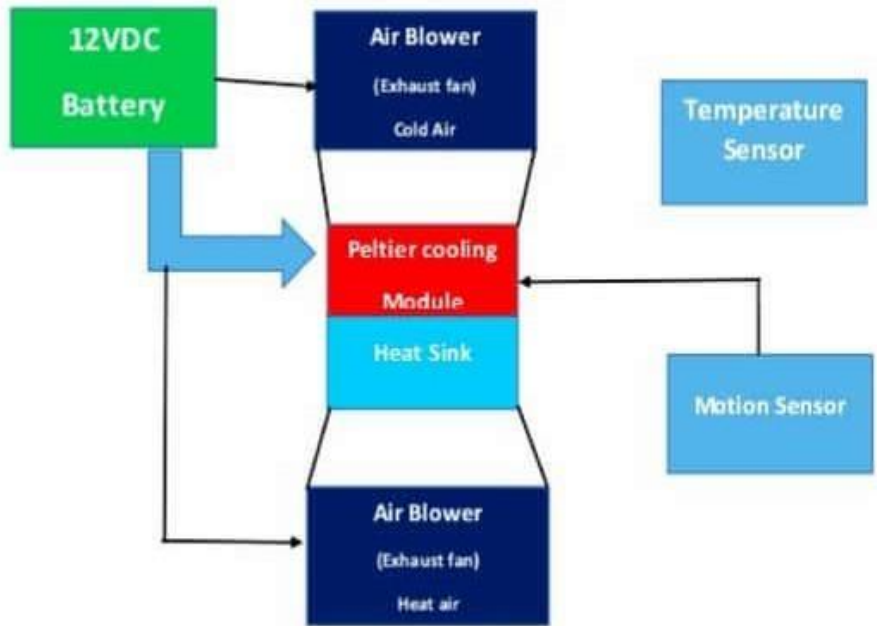 12VDC
Battery
Air Blower
(Exhaust fan)
Cold Air
Temperature
Sensor
Peltier cooling
Module
Heat Sink
Motion Sensor
Air Blower
(Exhaust fan)
Heat air